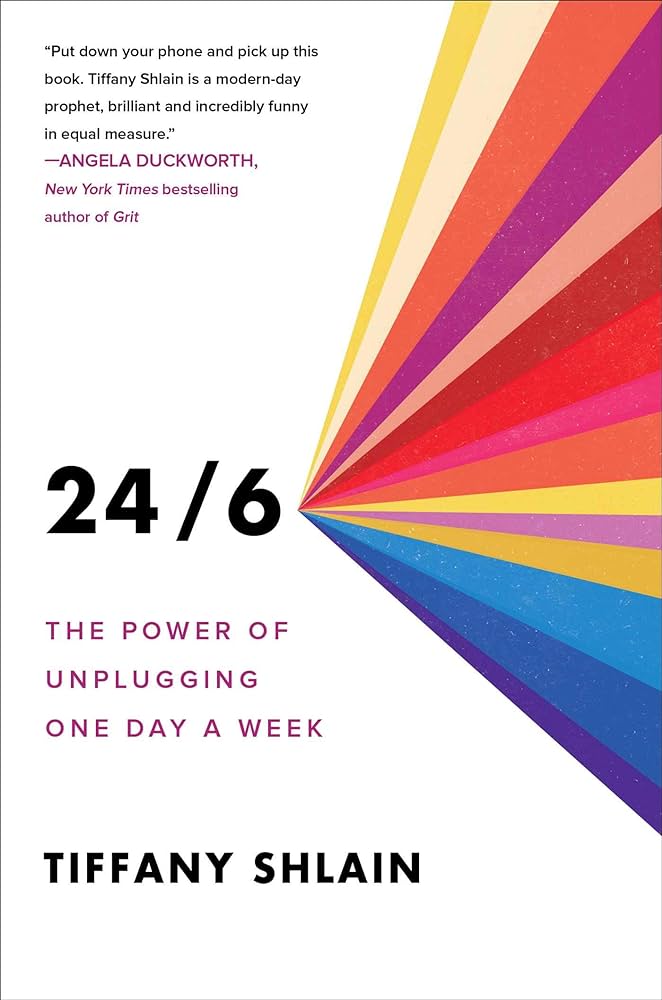 “Put down your phone and pick up this
book. Tiffany Shlain is a modern-day
prophet, brilliant and incredibly funny
in equal measure.”
—ANGELA DUCKWORTH,
New York Times bestselling
author of Grit
24/6
THE POWER OF
UNPLUGGING
ONE DAY A WEEK
TIFFANY SHLAIN